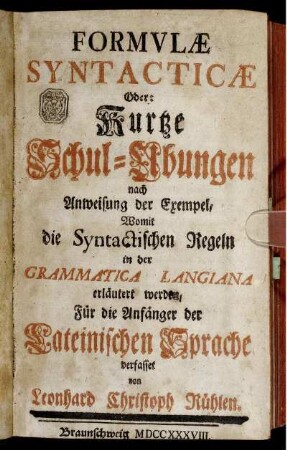 FORMVLÆ
SYNTACTICÆ
Oder:
Kurtze
Schul-Ubungen
nach
Anweisung der Exempel,
Womit
die Syntactischen Regeln
in der
GRAMMATICA LANGIANA
erläutert werden,
Für die Anfänger der
Lateinischen Sprache
verfasset
von
Leonhard Christoph Rühlen.
Braunschweig MDCCXXXVIII.